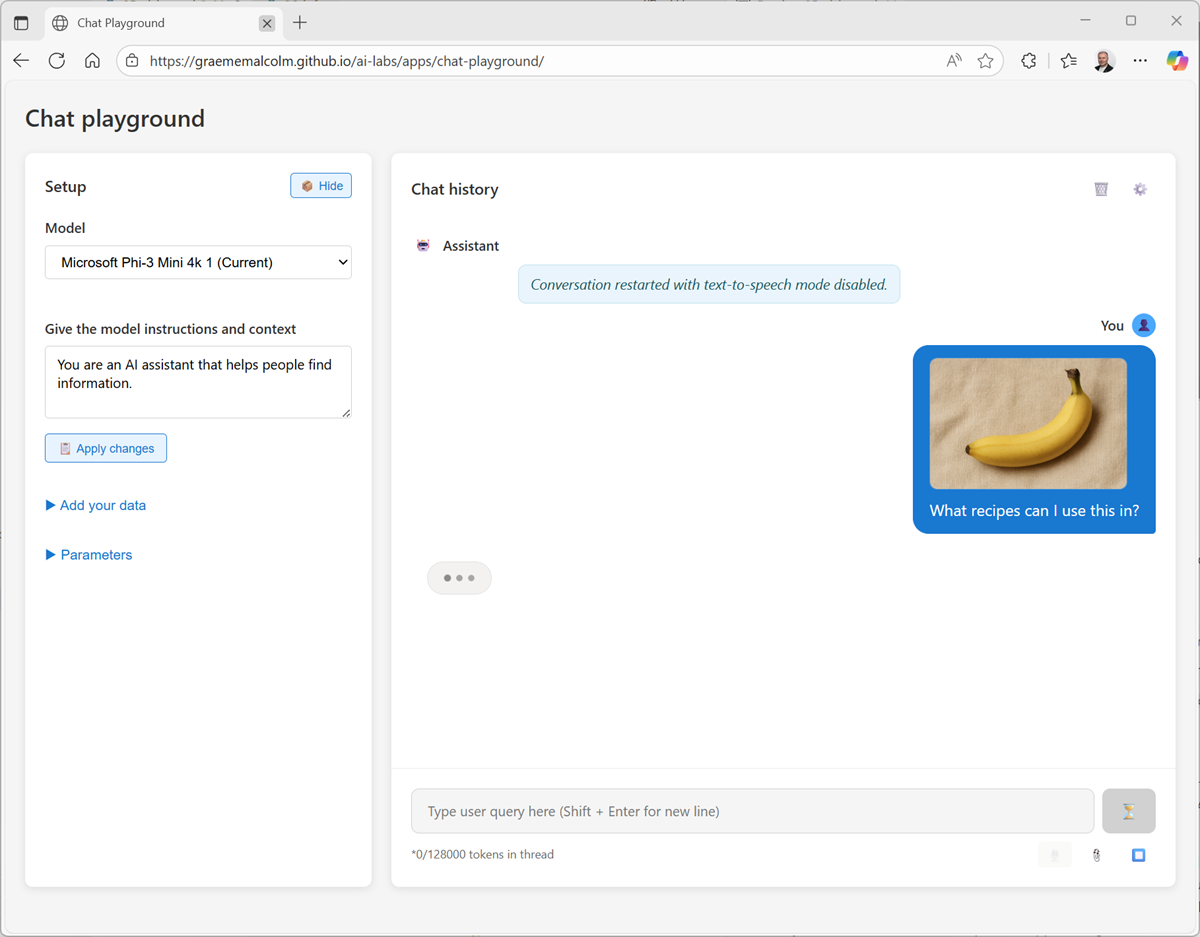 Chat Playground
https://graememalcolm.github.io/ai-labs/apps/chat-playground/
Chat playground
Setup
Hide
Model
Microsoft Phi-3 Mini 4k 1 (Current)
Give the model instructions and context
You are an AI assistant that helps people find
information.
Apply changes
Add your data
Parameters
Chat history
Assistant
Conversation restarted with text-to-speech mode disabled.
You
What recipes can I use this in?
Type user query here (Shift + Enter for new line)
*0/128000 tokens in thread